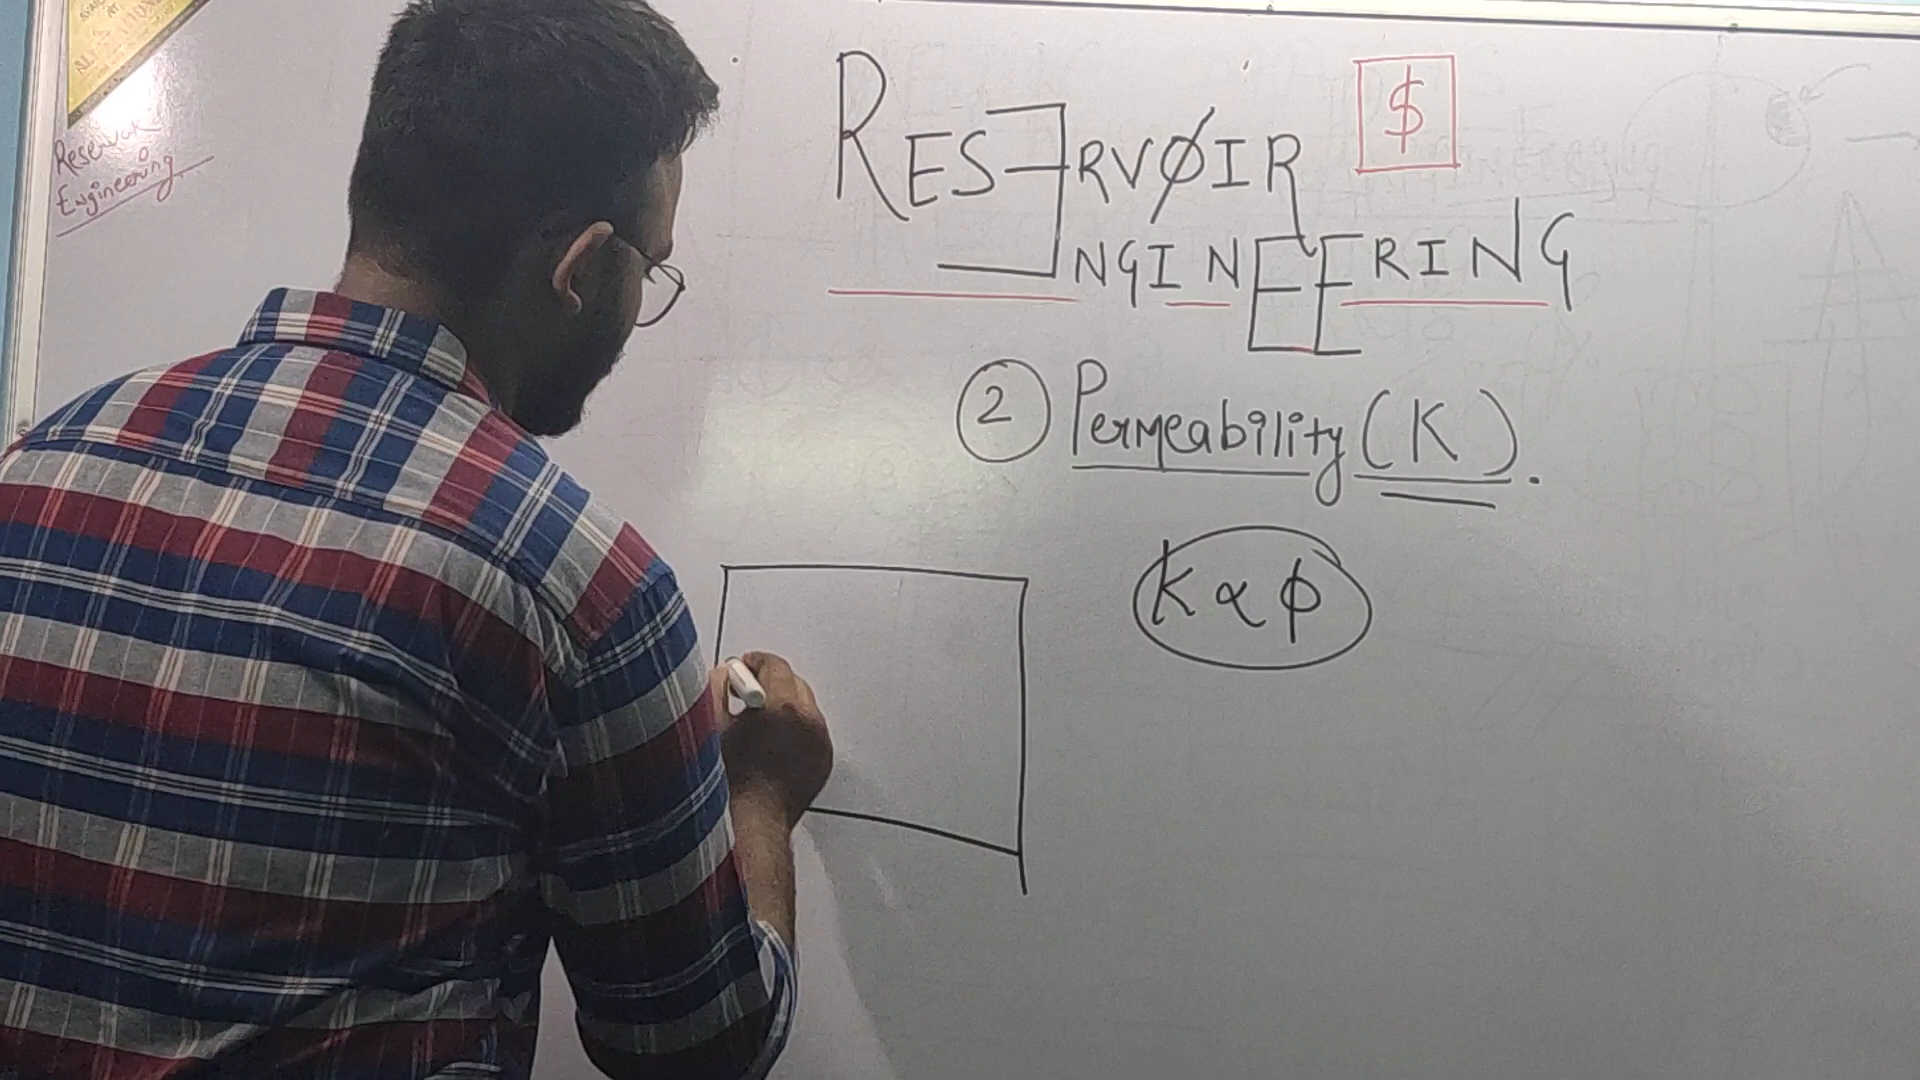 Reservoir
Engineering
RESERVOIR $
ENGINEERING
2 Permeability (K).
K ∝ ϕ